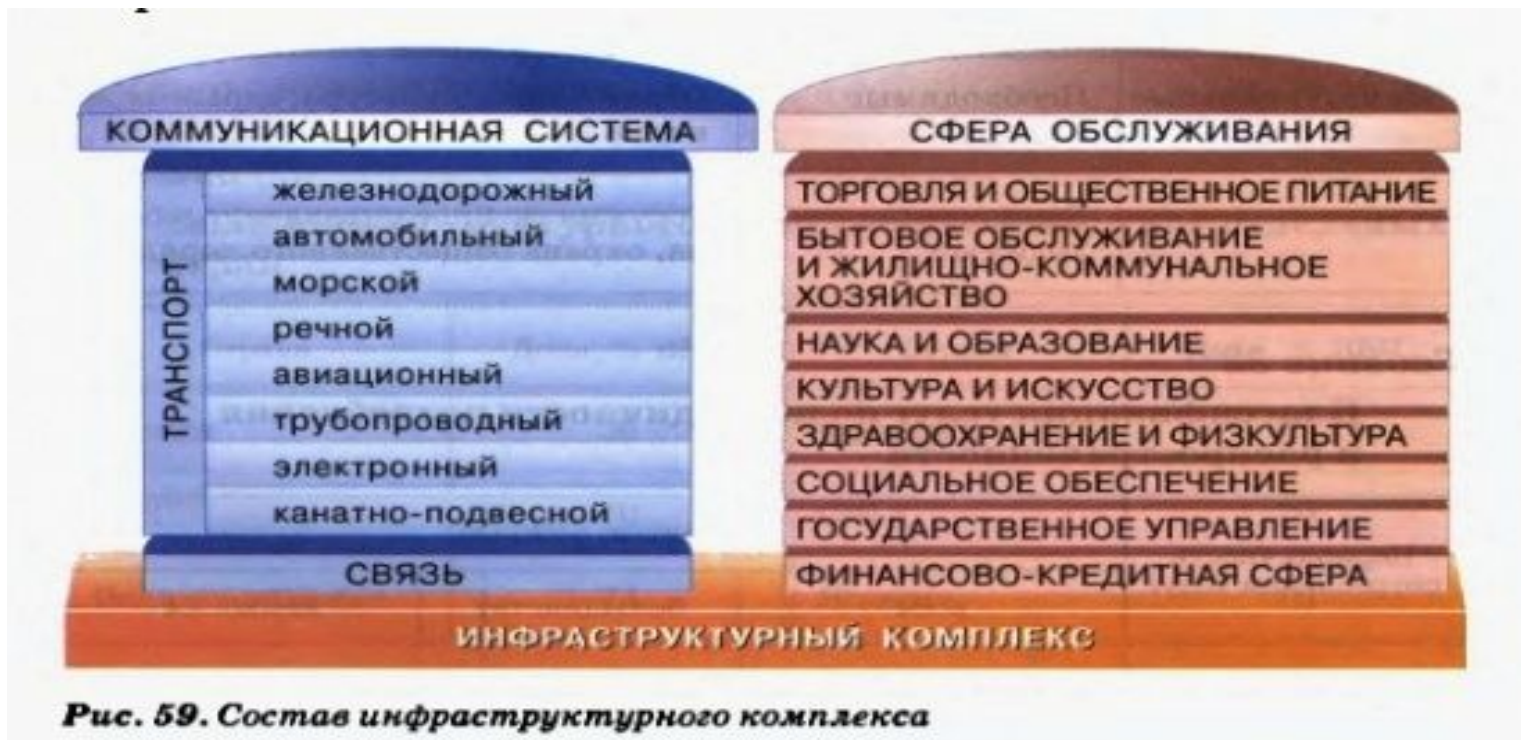 КОММУНИКАЦИОННАЯ СИСТЕМА
ТРАНСПОРТ
железнодорожный
автомобильный
морской
речной
авиационный
трубопроводный
электронный
канатно-подвесной
СВЯЗЬ
СФЕРА ОБСЛУЖИВАНИЯ
ТОРГОВЛЯ И ОБЩЕСТВЕННОЕ ПИТАНИЕ
БЫТОВОЕ ОБСЛУЖИВАНИЕ
И ЖИЛИЩНО-КОММУНАЛЬНОЕ
ХОЗЯЙСТВО
НАУКА И ОБРАЗОВАНИЕ
КУЛЬТУРА И ИСКУССТВО
ЗДРАВООХРАНЕНИЕ И ФИЗКУЛЬТУРА
СОЦИАЛЬНОЕ ОБЕСПЕЧЕНИЕ
ГОСУДАРСТВЕННОЕ УПРАВЛЕНИЕ
ФИНАНСОВО-КРЕДИТНАЯ СФЕРА
ИНФРАСТРУКТУРНЫЙ КОМПЛЕКС
Рис. 59. Состав инфраструктурного комплекса